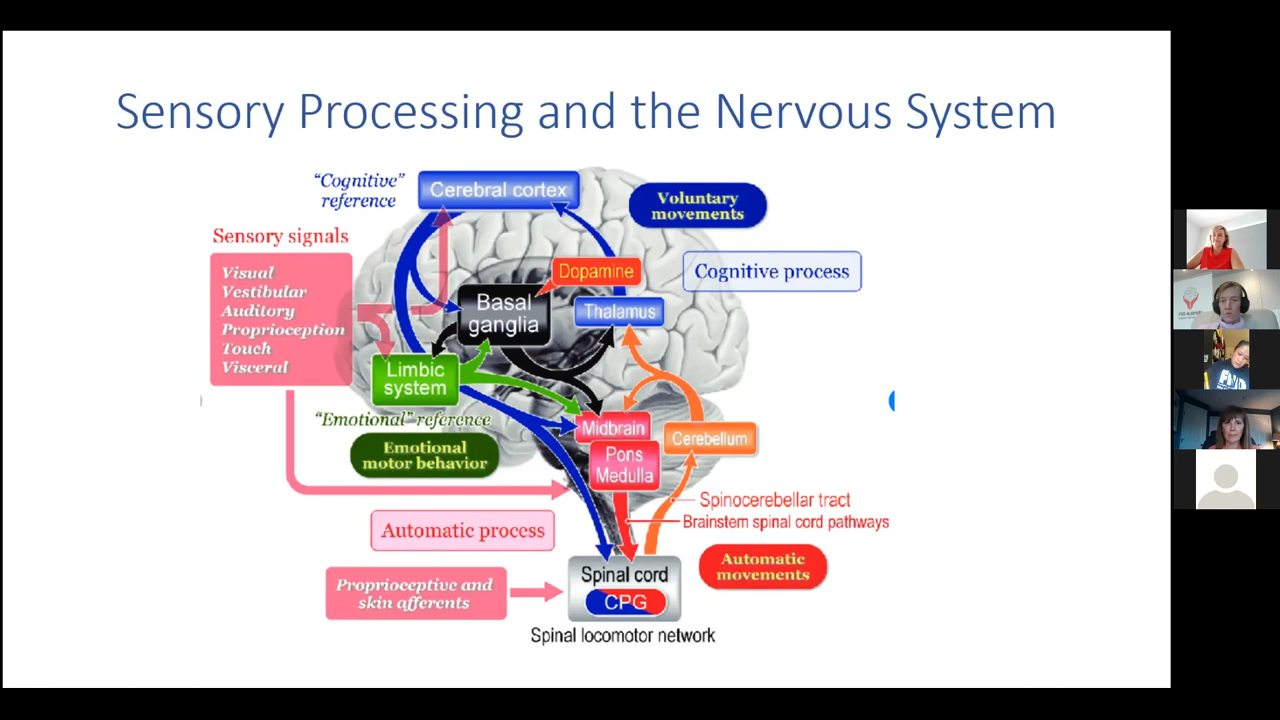 Sensory Processing and the Nervous System
“Cognitive”
reference
Cerebral cortex
Voluntary
movements
Sensory signals
Visual
Vestibular
Auditory
Proprioception
Touch
Visceral
Dopamine
Cognitive process
Basal
ganglia
Thalamus
Limbic
system
“Emotional” reference
Emotional
motor behavior
Midbrain
Pons
Medulla
Cerebellum
Spinocerebellar tract
Brainstem spinal cord pathways
Automatic process
Automatic
movements
Proprioceptive and
skin afferents
Spinal cord
CPG
Spinal locomotor network